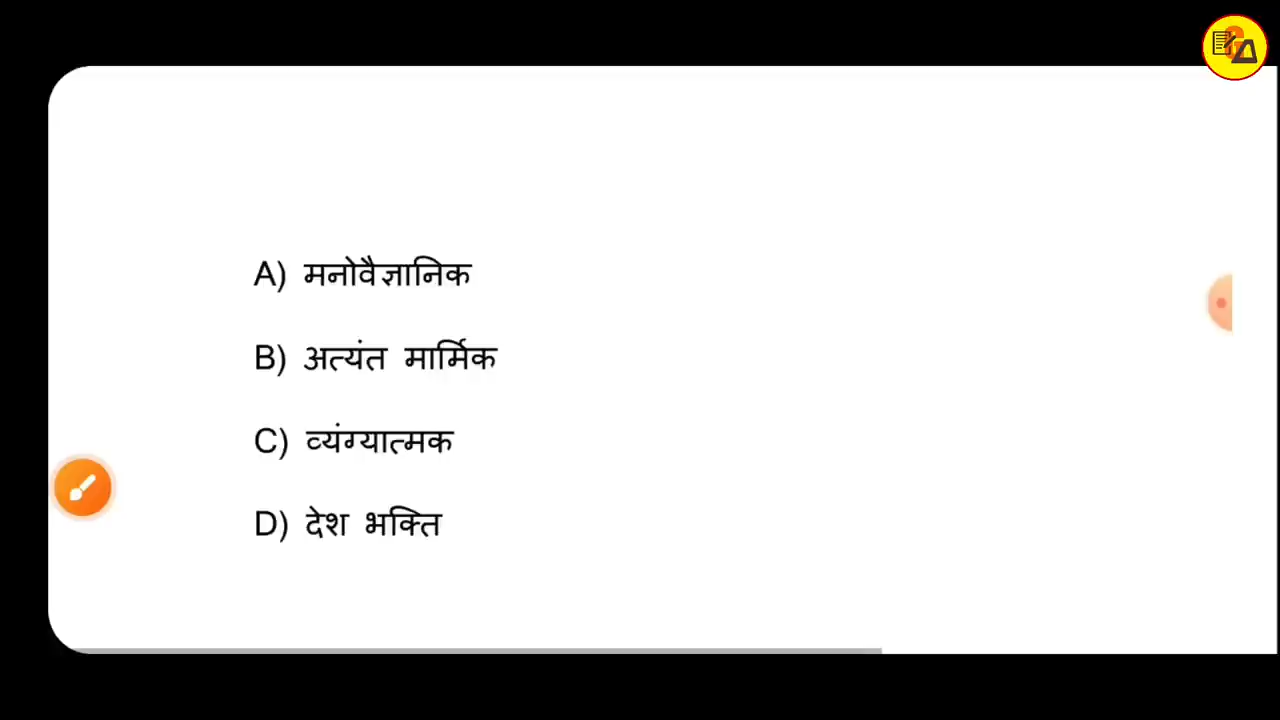 A) मनोवैज्ञानिक
B) अत्यंत मार्मिक
C) व्यंग्यात्मक
D) देश भक्ति